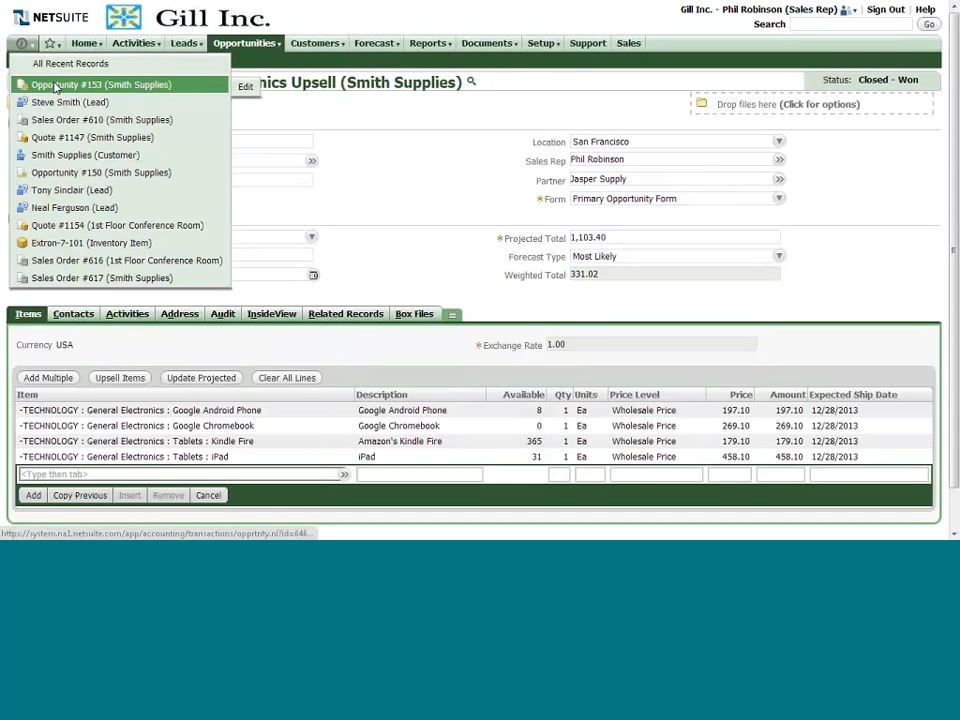 NETSUITE Gill Inc.
Gill Inc. - Phil Robinson (Sales Rep) Sign Out Help
Search Go
Home Activities Leads Opportunities Customers Forecast Reports Documents Setup Support Sales
All Recent Records
Opportunity #153 (Smith Supplies)
Edit
Steve Smith (Lead)
Sales Order #610 (Smith Supplies)
Quote #1147 (Smith Supplies)
Smith Supplies (Customer)
Opportunity #150 (Smith Supplies)
Tony Sinclair (Lead)
Neal Ferguson (Lead)
Quote #1154 (1st Floor Conference Room)
Extron-7-101 (Inventory Item)
Sales Order #616 (1st Floor Conference Room)
Sales Order #617 (Smith Supplies)
nics Upsell (Smith Supplies)
Status: Closed - Won
Drop files here (Click for options)
Location San Francisco
Sales Rep Phil Robinson
Partner Jasper Supply
*Form Primary Opportunity Form
*Projected Total 1,103.40
Forecast Type Most Likely
Weighted Total 331.02
Items Contacts Activities Address Audit InsideView Related Records Box Files
Currency USA *Exchange Rate 1.00
Add Multiple Upsell Items Update Projected Clear All Lines
Item Description Available Qty Units Price Level Price Amount Expected Ship Date
-TECHNOLOGY : General Electronics : Google Android Phone Google Android Phone 8 1 Ea Wholesale Price 197.10 197.10 12/28/2013
-TECHNOLOGY : General Electronics : Google Chromebook Google Chromebook 0 1 Ea Wholesale Price 269.10 269.10 12/28/2013
-TECHNOLOGY : General Electronics : Tablets : Kindle Fire Amazon's Kindle Fire 365 1 Ea Wholesale Price 179.10 179.10 12/28/2013
-TECHNOLOGY : General Electronics : Tablets : iPad iPad 31 1 Ea Wholesale Price 458.10 458.10 12/28/2013
<Type then tab>
Add Copy Previous Insert Remove Cancel
https://system.na1.netsuite.com/app/accounting/transactions/opprtnty.nl?id=646...